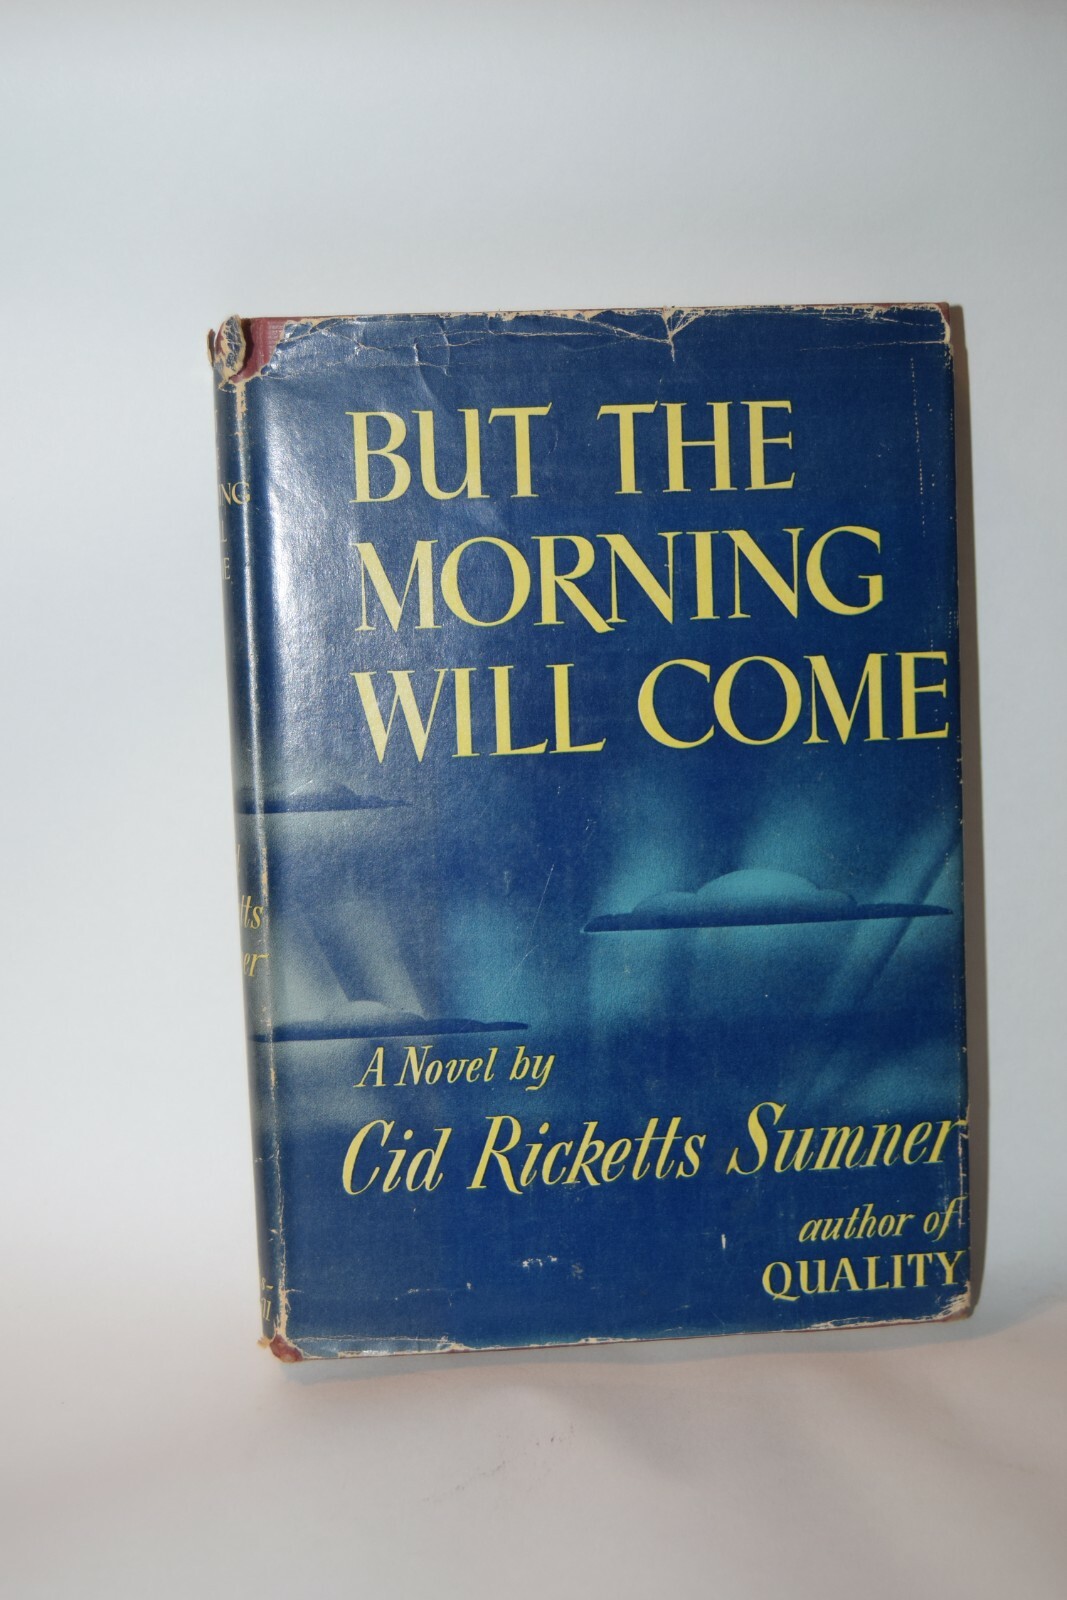 BUT THE
MORNING
WILL COME
A Novel by
Cid Ricketts Sumner
author of
QUALITY